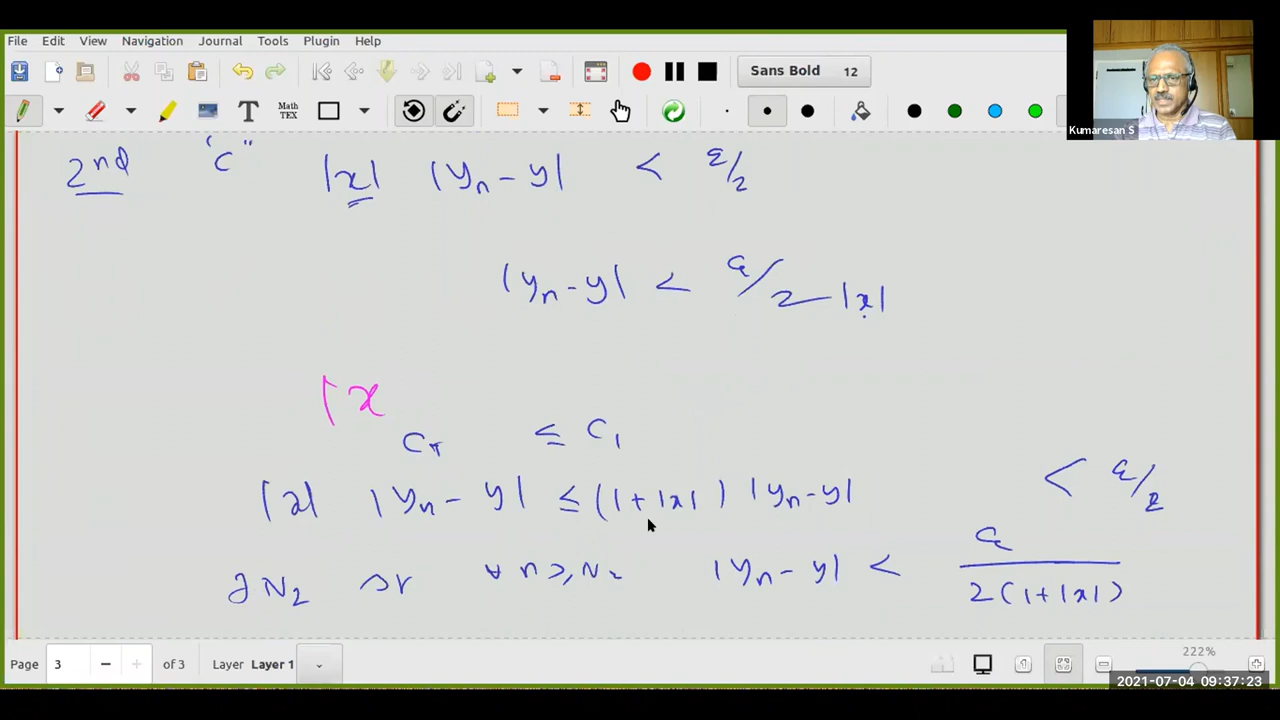 File Edit View Navigation Journal Tools Plugin Help
Sans Bold 12
Math TEX
Kumaresan S
2nd "C" |x| |yₙ - y| < ε/2
|yₙ - y| < ε/2 |x|
|x
≤ C₁
|x| |yₙ - y| ≤ (1+|x|) |yₙ - y| < ε/2
∃ N₂ ∀ n ≥ N₂ |yₙ - y| < ε/2(1+|x|)
Page 3 of 3 Layer Layer 1 222%
2021-07-04 09:37:23